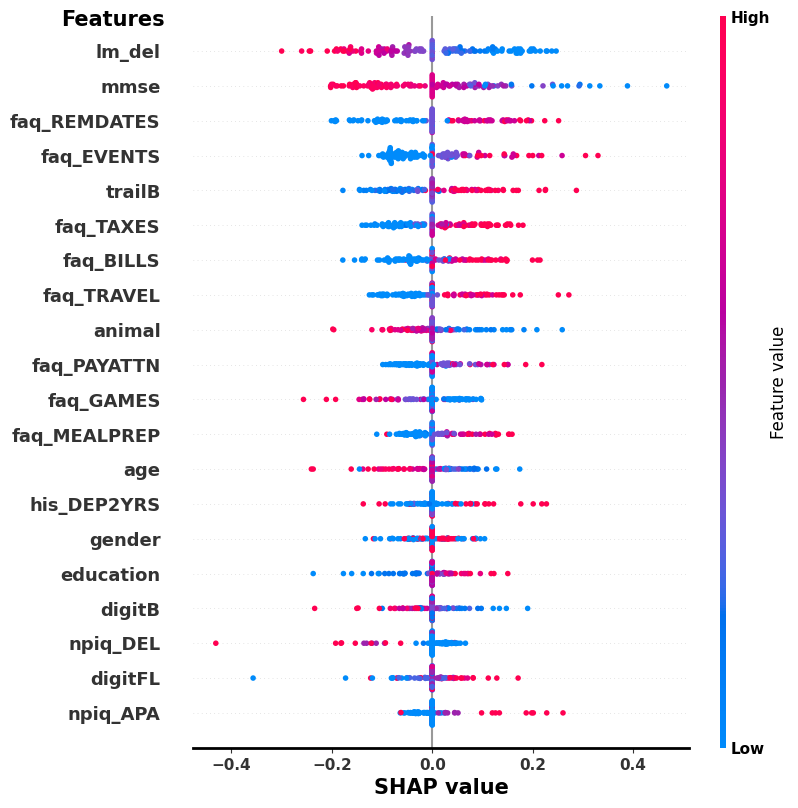 Features
High
lm_del
mmse
faq_REMDATES
faq_EVENTS
trailB
faq_TAXES
faq_BILLS
faq_TRAVEL
animal
faq_PAYATTN
faq_GAMES
faq_MEALPREP
age
his_DEP2YRS
gender
education
digitB
npiq_DEL
digitFL
npiq_APA
Feature value
Low
−0.4 −0.2 0.0 0.2 0.4
SHAP value